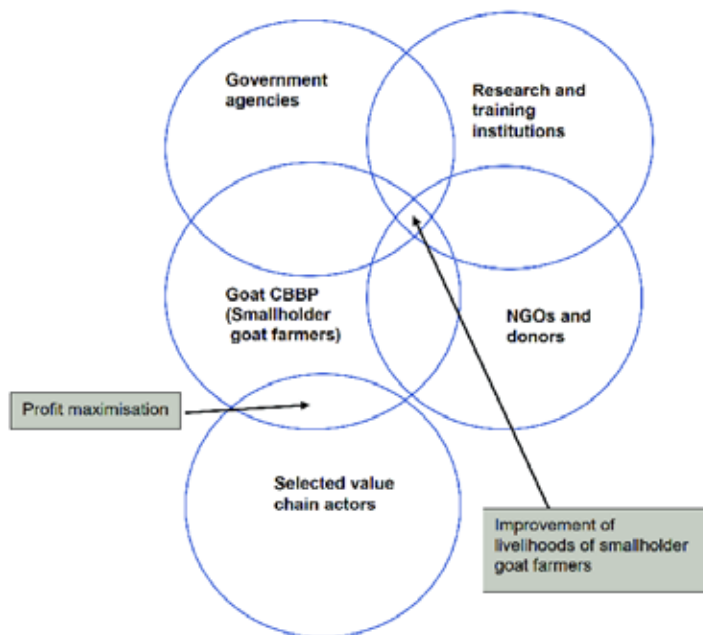 Government
agencies
Research and
training
institutions
Goat CBBP
(Smallholder
goat farmers)
NGOs and
donors
Profit maximisation
Selected value
chain actors
Improvement of
livelihoods of smallholder
goat farmers